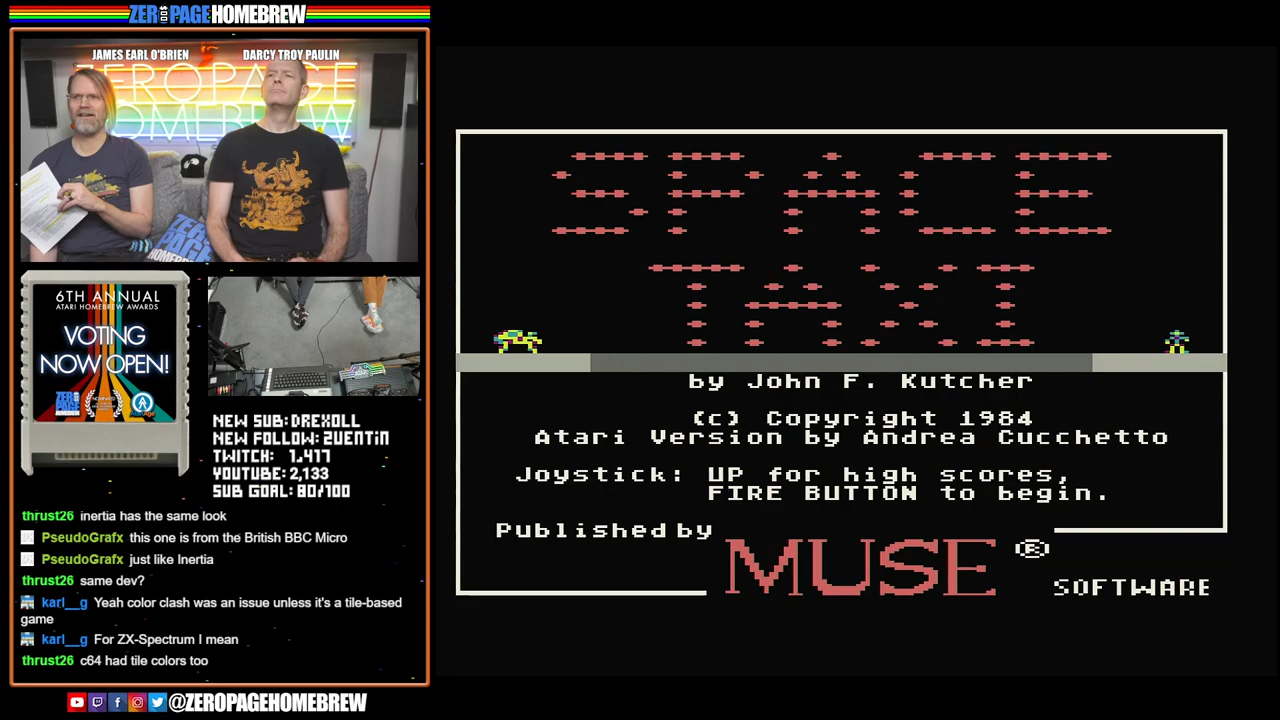 ZEROPAGE HOMEBREW
JAMES EARL O'BRIEN
DARCY TROY PAULIN
ZEROPAGE
HOMEBREW
6TH ANNUAL
ATARI HOMEBREW AWARDS
VOTING
NOW OPEN!
NEW SUB: DREXOLL
NEW FOLLOW: ZUENTIN
TWITCH: 1,417
YOUTUBE: 2,133
SUB GOAL: 80/100
thrust26 inertia has the same look
PseudoGrafx this one is from the British BBC Micro
PseudoGrafx just like Inertia
thrust26 same dev?
karl__g Yeah color clash was an issue unless it's a tile-based
game
karl__g For ZX-Spectrum I mean
thrust26 c64 had tile colors too
@ZEROPAGEHOMEBREW
SPACE
TAXI
by John F. Kutcher
(c) Copyright 1984
Atari Version by Andrea Cucchetto
Joystick: UP for high scores,
FIRE BUTTON to begin.
Published by
MUSE ®
SOFTWARE